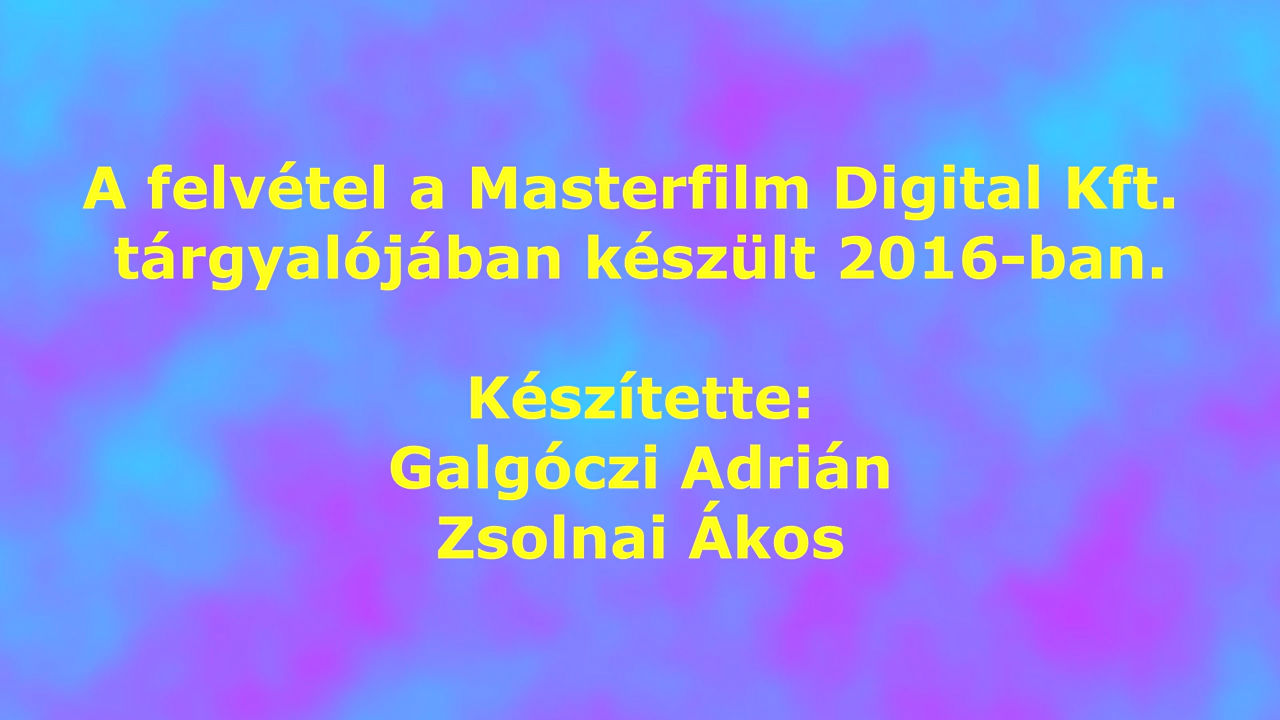 A felvétel a Masterfilm Digital Kft.
tárgyalójában készült 2016-ban.
Készítette:
Galgóczi Adrián
Zsolnai Ákos